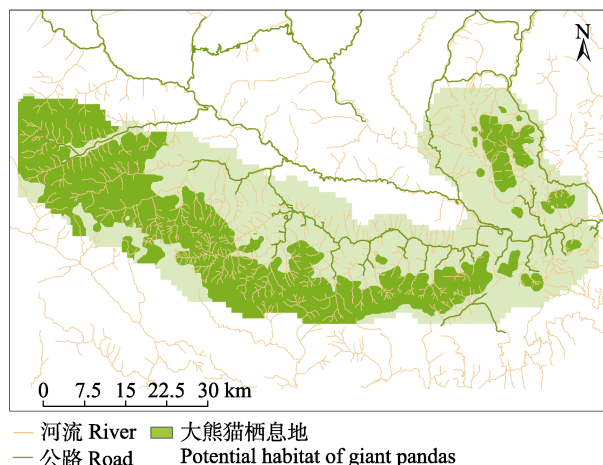 N
0 7.5 15 22.5 30 km
河流 River 大熊猫栖息地
公路 Road Potential habitat of giant pandas